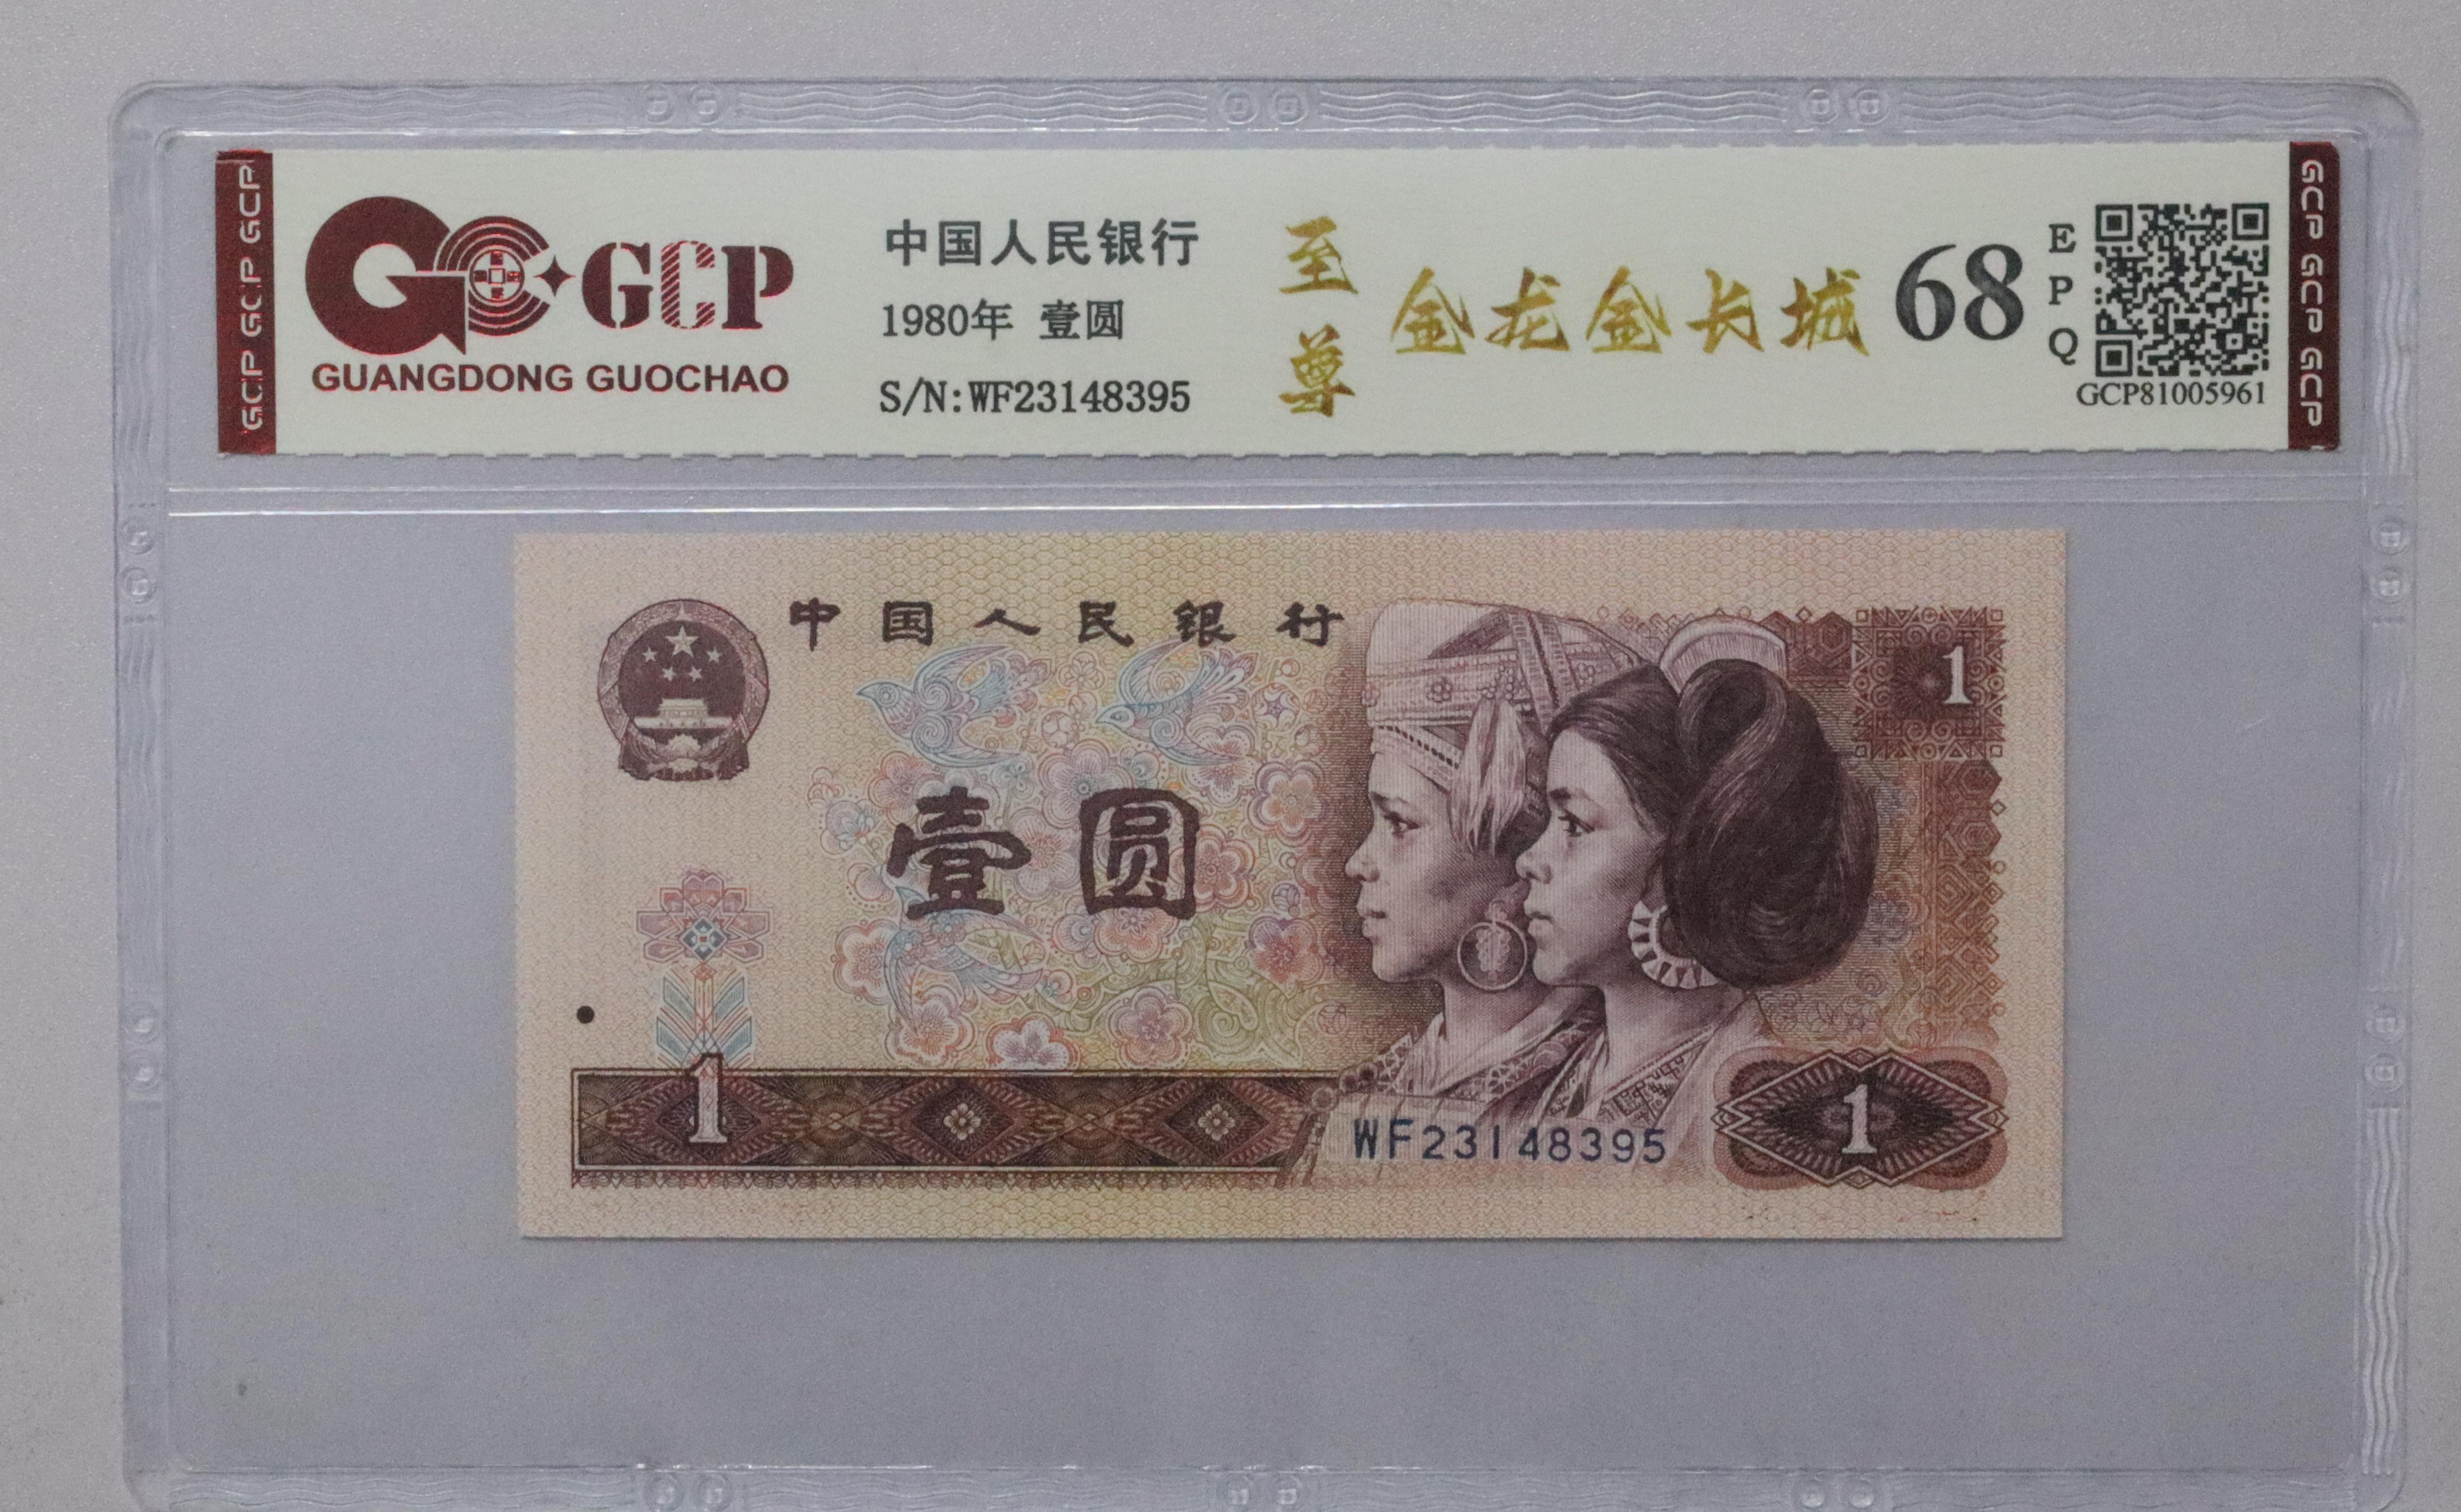 GCP GCP GCP
GCP
GUANGDONG GUOCHAO
中国人民银行
1980年 壹圆
S/N:WF23148395
至尊
金龙金长城
68
EPQ
GCP81005961
GCP GCP GCP
中国人民银行
1
壹圆
1
WF23148395
1